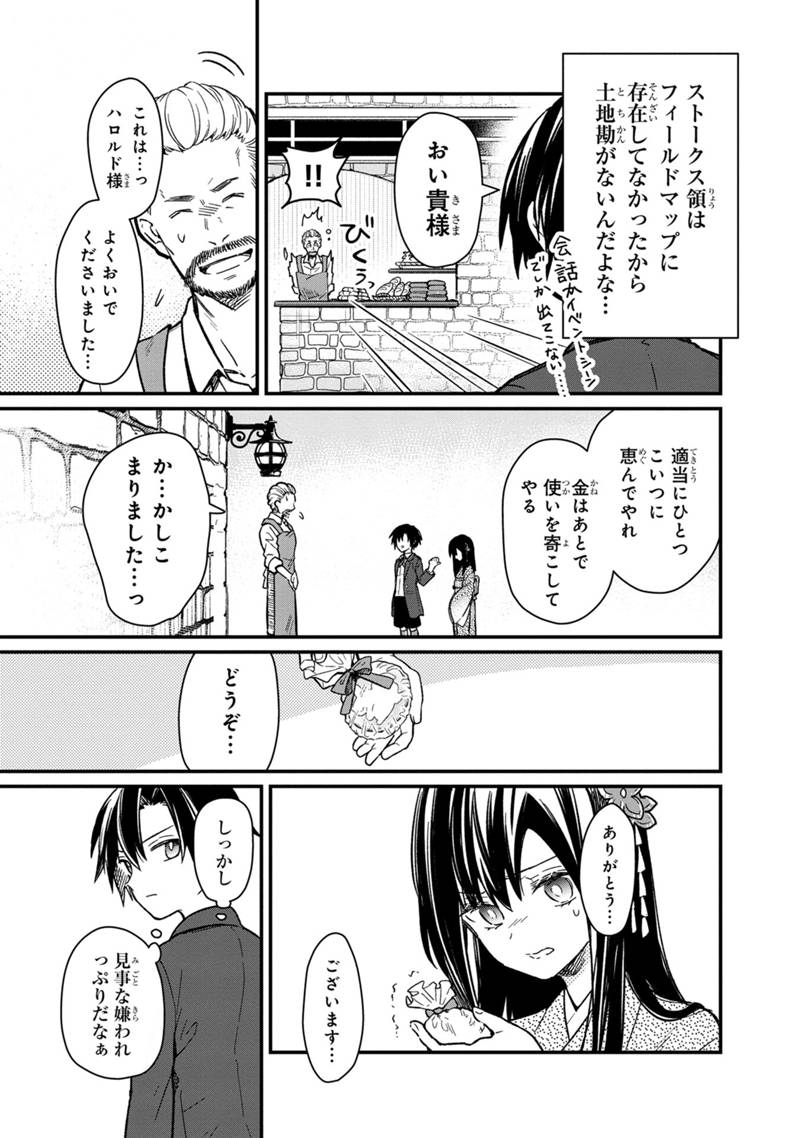 ストークス領は
フィールドマップに
存在してなかったから
土地勘がないんだよな…
会話かイベントシーン
でしか出てこない……
おい貴様
!!
びくぅっ
これは…っ
ハロルド様
よくおいで
くださいました…
適当にひとつ
こいつに
恵んでやれ
金はあとで
使いを寄こして
やる
か…かしこ
まりました…っ
どうぞ…
ありがとう…
ございます…
しっかし
見事な嫌われ
っぷりだなぁ